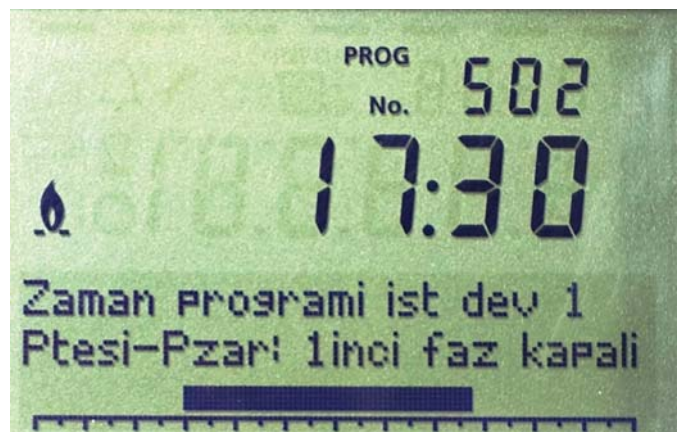 PROG
No. 502
17:30
Zaman programi ist dev 1
Ptesi-Pzar: 1inci faz kapali